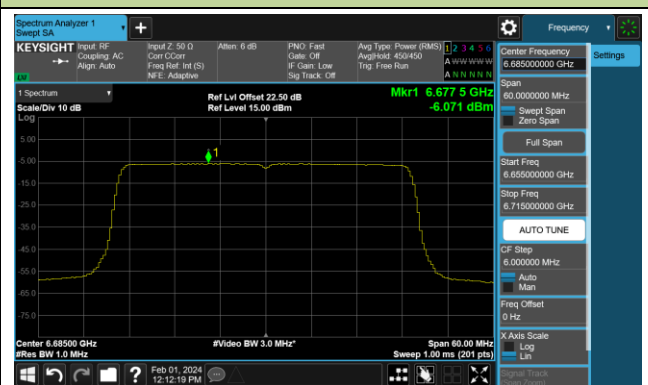 Spectrum Analyzer 1
Swept SA
Frequency
KEYSIGHT
Input: RF
Coupling: AC
Align: Auto
Input Z: 50 Ω
Corr CCorr
Freq Ref: Int (S)
NFE: Adaptive
Atten: 6 dB
PNO: Fast
Gate: Off
IF Gain: Low
Sig Track: Off
Avg Type: Power (RMS)
Avg|Hold: 450/450
Trig: Free Run
1 2 3 4 5 6
A W W W W W
A N N N N N
LM
1 Spectrum
Scale/Div 10 dB
Ref Lvl Offset 22.50 dB
Ref Level 15.00 dBm
Mkr1 6.677 5 GHz
-6.071 dBm
Log
5.00
-5.00
-15.0
-25.0
-35.0
-45.0
-55.0
-65.0
-75.0
1
Center 6.68500 GHz
#Res BW 1.0 MHz
#Video BW 3.0 MHz*
Span 60.00 MHz
Sweep 1.00 ms (201 pts)
Feb 01, 2024
12:12:19 PM
Center Frequency
6.685000000 GHz
Span
60.0000000 MHz
Swept Span
Zero Span
Full Span
Start Freq
6.655000000 GHz
Stop Freq
6.715000000 GHz
AUTO TUNE
CF Step
6.000000 MHz
Auto
Man
Freq Offset
0 Hz
X Axis Scale
Log
Lin
Signal Track
(Span Zoom)
Settings